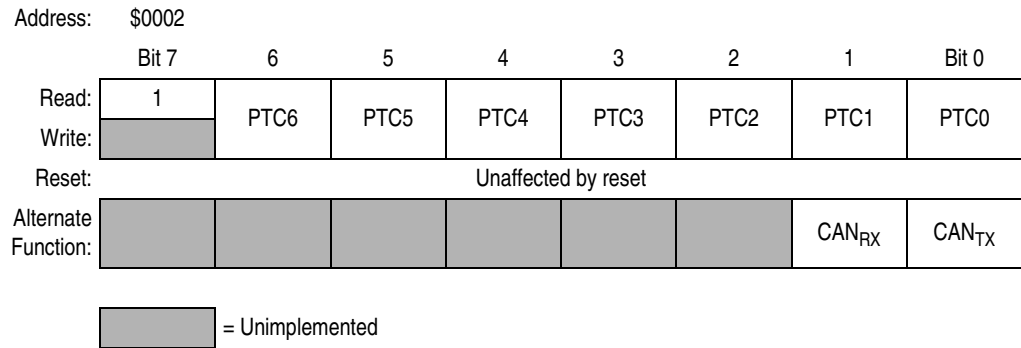 Address: $0002
Bit 7 6 5 4 3 2 1 Bit 0
Read: 1 PTC6 PTC5 PTC4 PTC3 PTC2 PTC1 PTC0
Write:
Reset: Unaffected by reset
Alternate
Function: CANRX CANTX
= Unimplemented